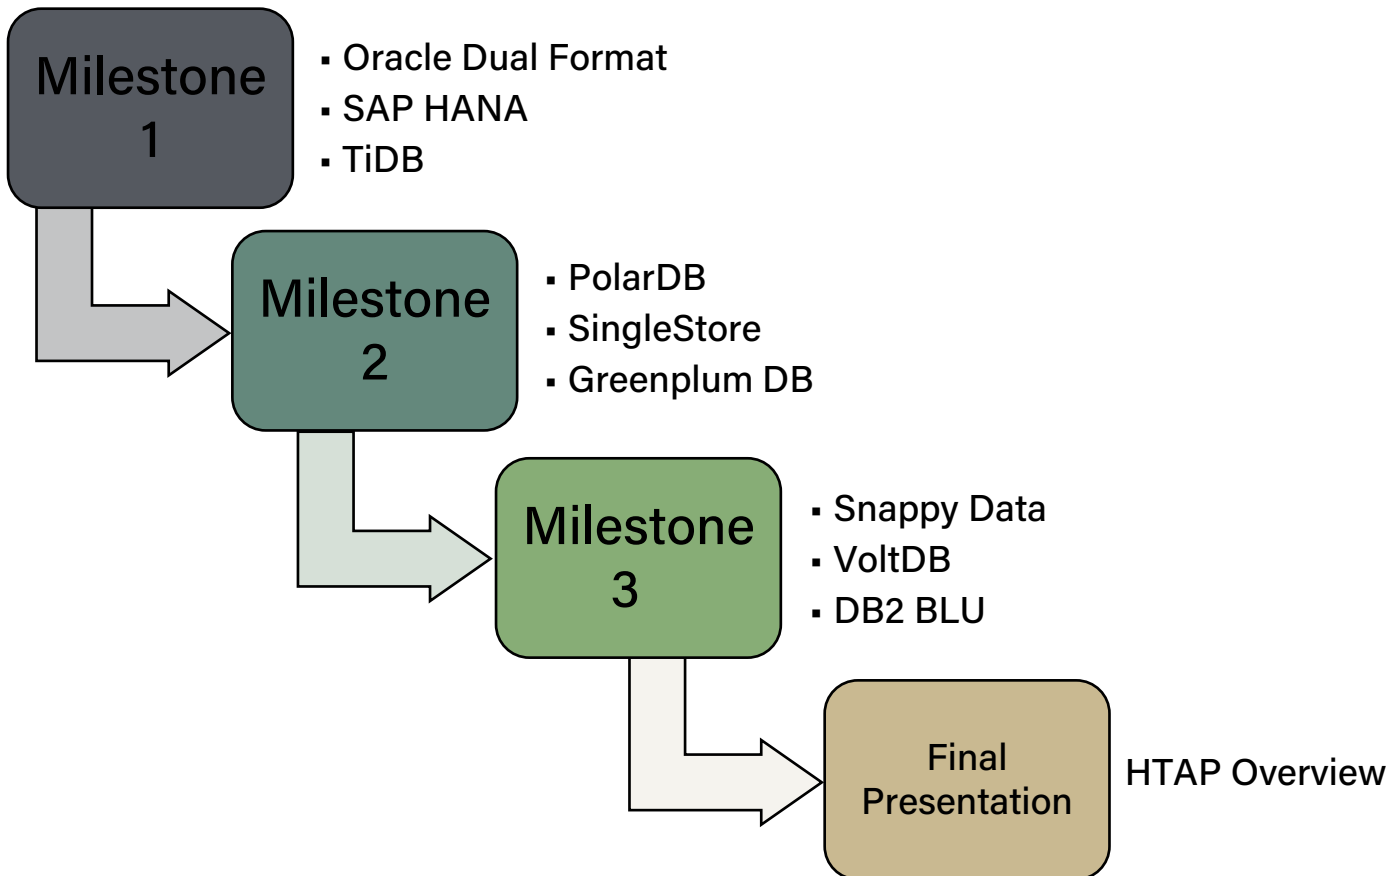 Milestone
1
▪ Oracle Dual Format
▪ SAP HANA
▪ TiDB
Milestone
2
▪ PolarDB
▪ SingleStore
▪ Greenplum DB
Milestone
3
▪ Snappy Data
▪ VoltDB
▪ DB2 BLU
Final
Presentation
HTAP Overview